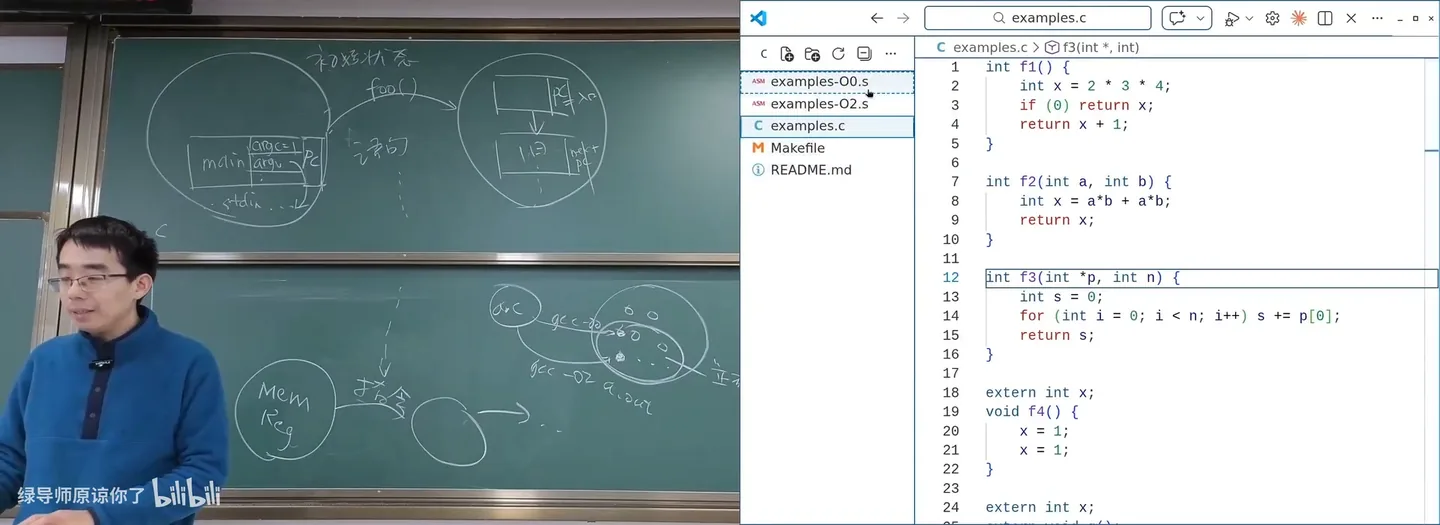 初始状态
foo()
main
argc=1
argv
PC
stdin
语句
PC
C
a.c
gcc -O0
gcc -O2
a.out
Mem
Reg
指令
绿导师原谅你了 bilibili
examples.c
C
examples-O0.s
examples-O2.s
examples.c
Makefile
README.md
examples.c > f3(int *, int)
1 int f1() {
2 int x = 2 * 3 * 4;
3 if (0) return x;
4 return x + 1;
5 }
6
7 int f2(int a, int b) {
8 int x = a*b + a*b;
9 return x;
10 }
11
12 int f3(int *p, int n) {
13 int s = 0;
14 for (int i = 0; i < n; i++) s += p[0];
15 return s;
16 }
17
18 extern int x;
19 void f4() {
20 x = 1;
21 x = 1;
22 }
23
24 extern int x;